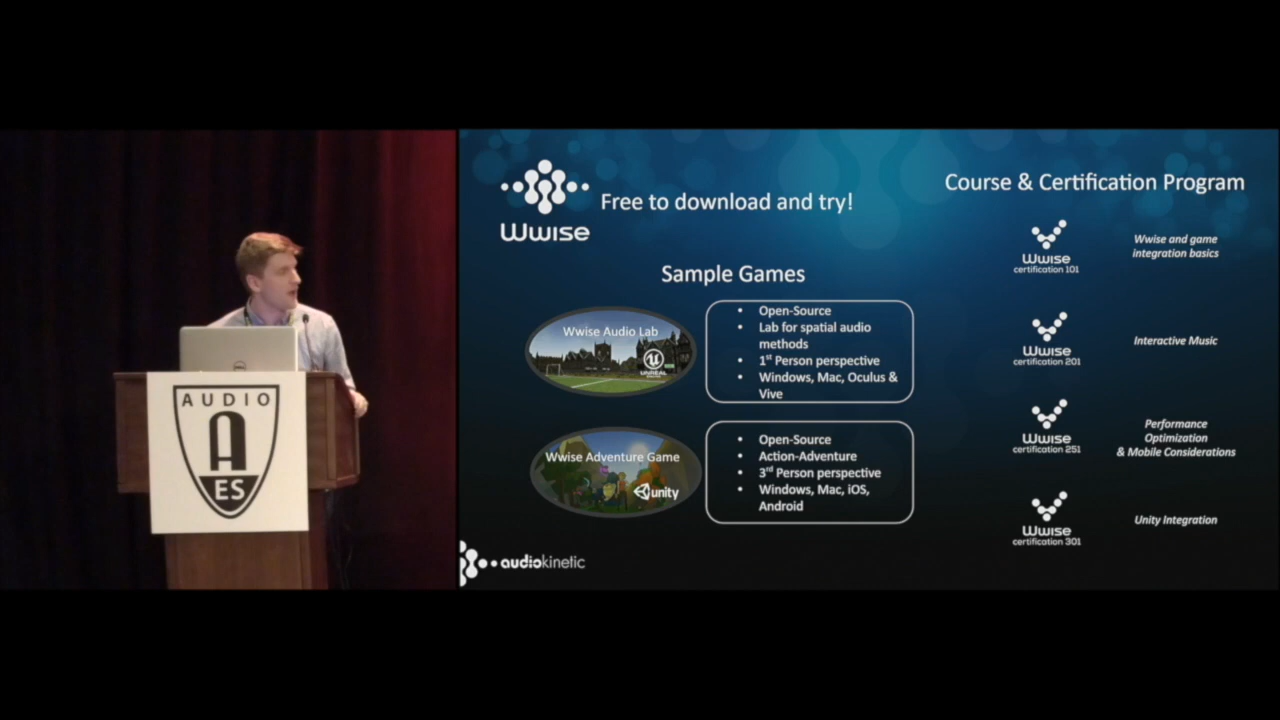 AUDIO
A
ES
Wwise
Free to download and try!
Sample Games
Wwise Audio Lab
UNREAL
• Open-Source
• Lab for spatial audio
methods
• 1st Person perspective
• Windows, Mac, Oculus &
Vive
Wwise Adventure Game
unity
• Open-Source
• Action-Adventure
• 3rd Person perspective
• Windows, Mac, iOS,
Android
audiokinetic
Course & Certification Program
Wwise
certification 101
Wwise and game
integration basics
Wwise
certification 201
Interactive Music
Wwise
certification 251
Performance
Optimization
& Mobile Considerations
Wwise
certification 301
Unity Integration